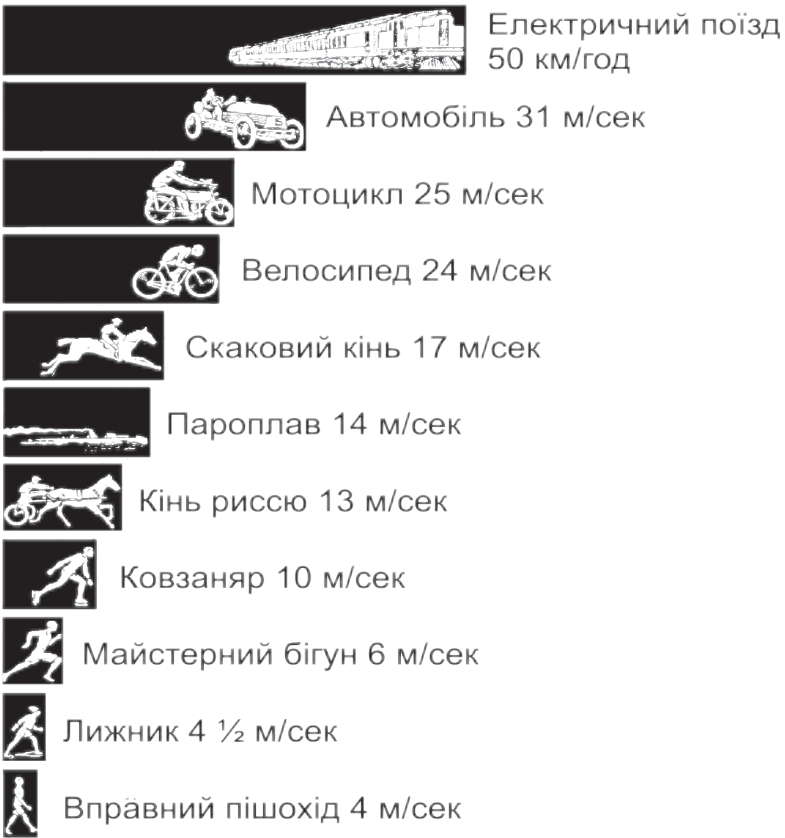 Електричний поїзд
50 км/год
Автомобіль 31 м/сек
Мотоцикл 25 м/сек
Велосипед 24 м/сек
Скаковий кінь 17 м/сек
Пароплав 14 м/сек
Кінь риссю 13 м/сек
Ковзаняр 10 м/сек
Майстерний бігун 6 м/сек
Лижник 4 ½ м/сек
Вправний пішохід 4 м/сек